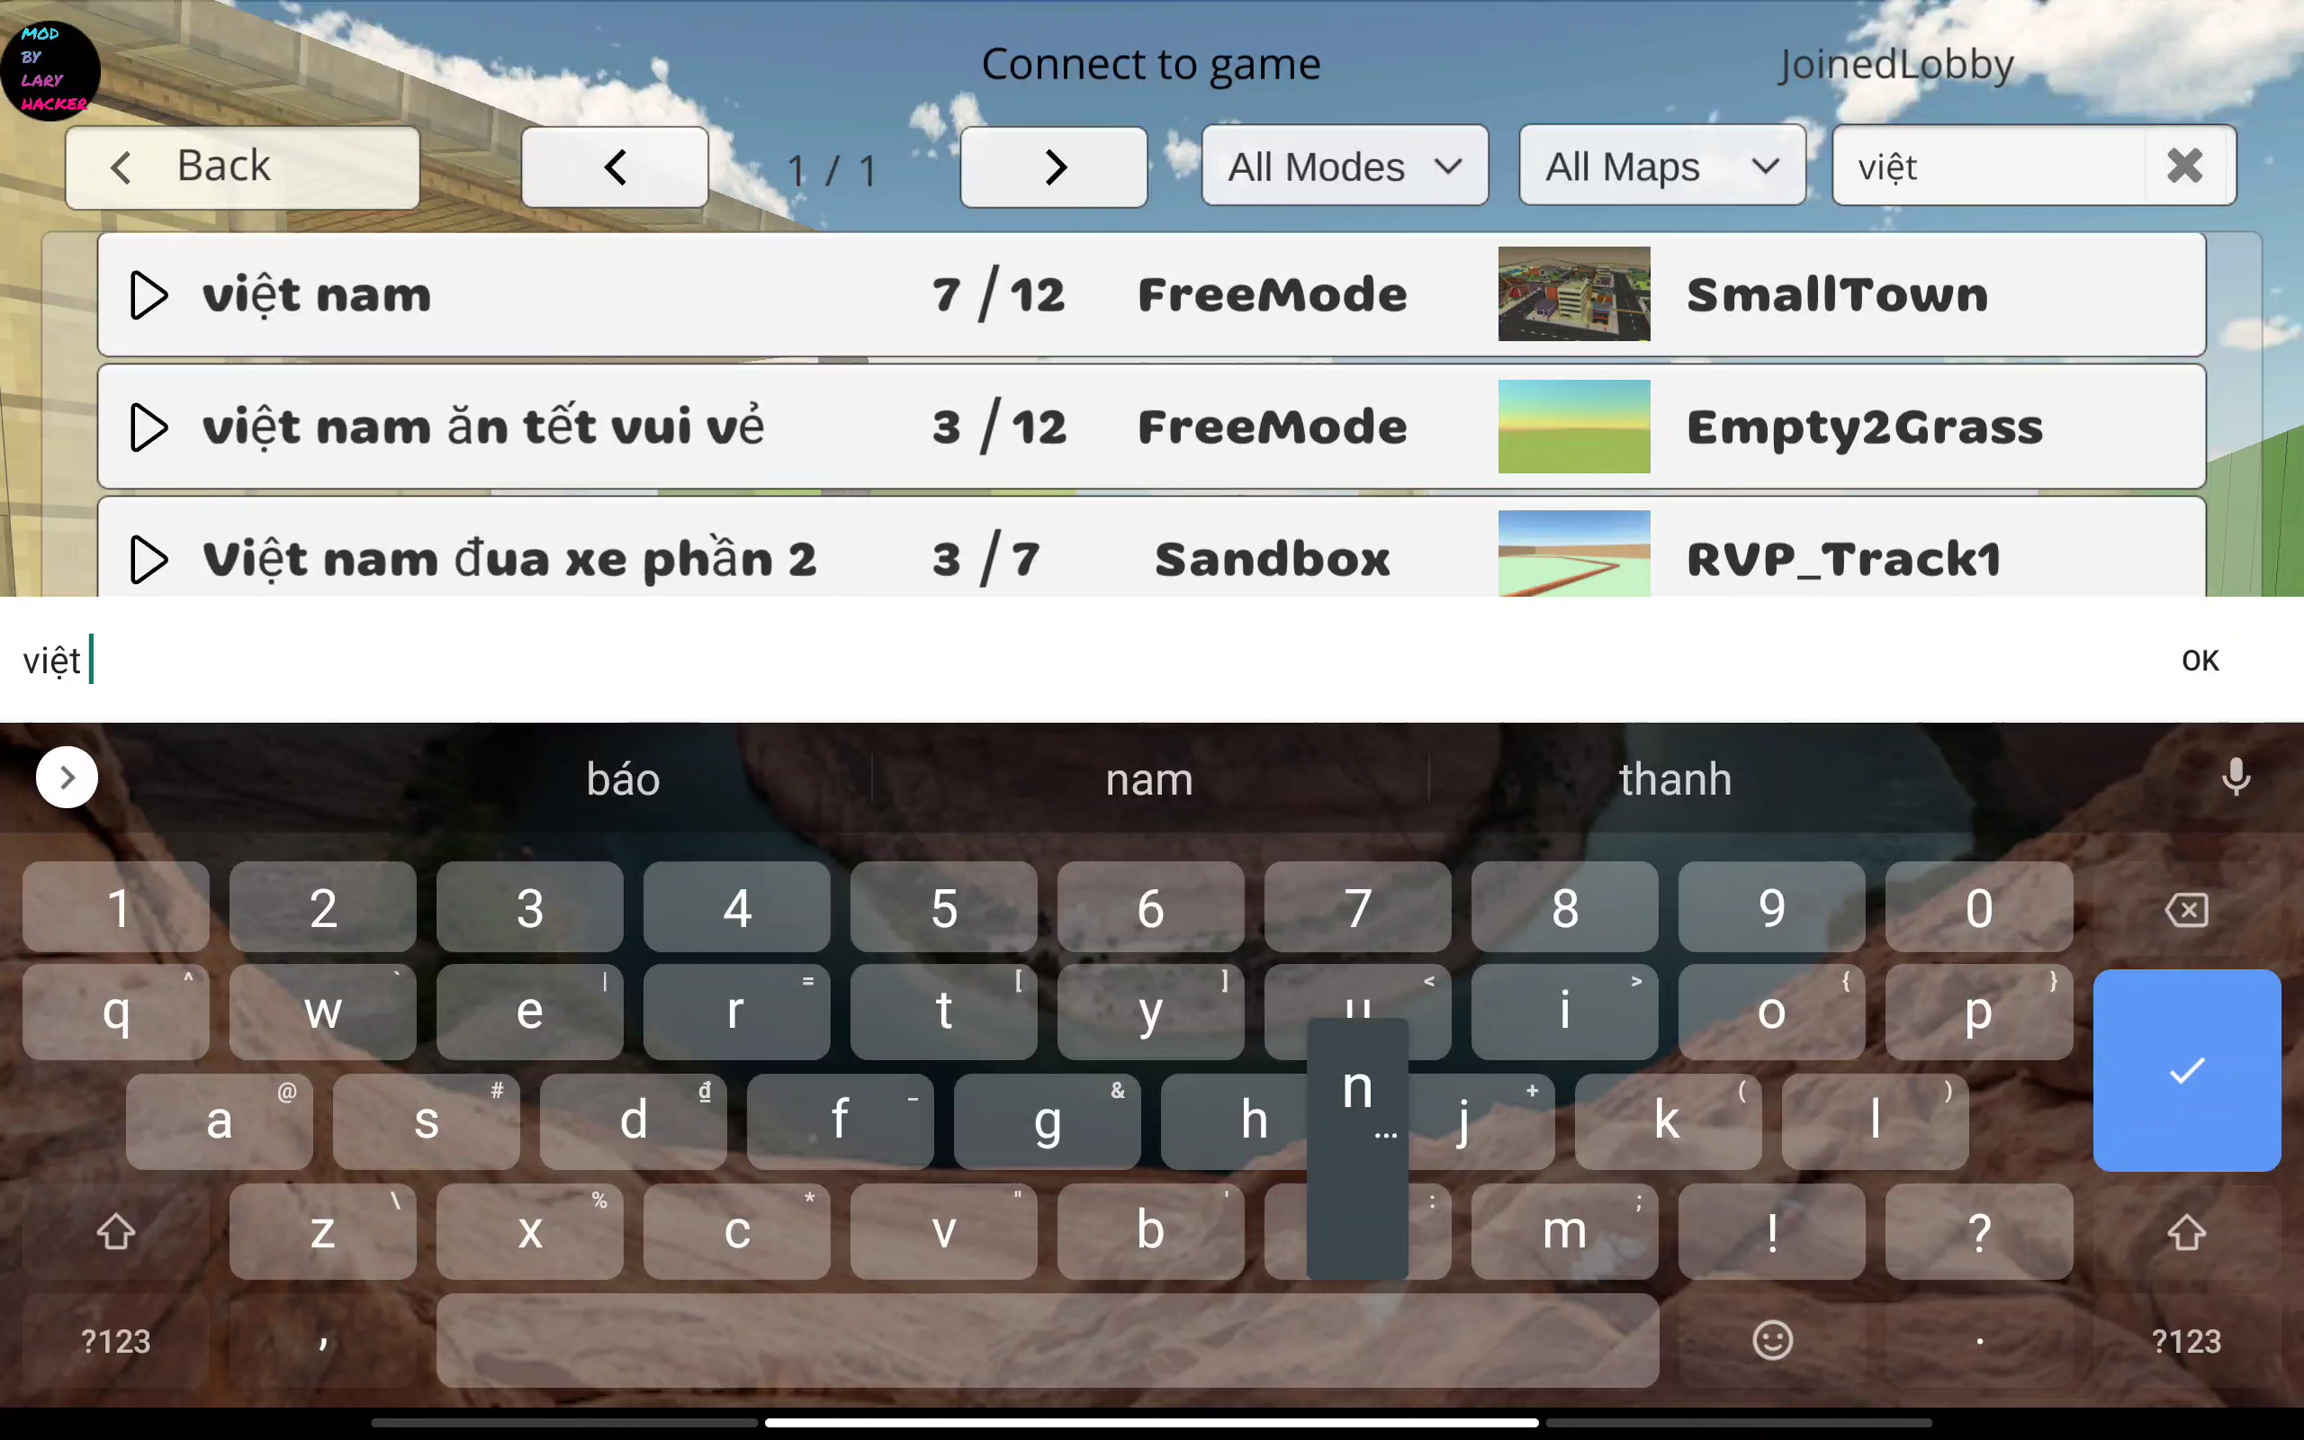 MOD
BY
LARY
HACKER
Connect to game
JoinedLobby
Back
1 / 1
All Modes
All Maps
việt
việt nam 7 / 12 FreeMode SmallTown
việt nam ăn tết vui vẻ 3 / 12 FreeMode Empty2Grass
Việt nam đua xe phần 2 3 / 7 Sandbox RVP_Track1
việt
OK
báo nam thanh
1 2 3 4 5 6 7 8 9 0
q ^ w ` e | r = t [ y ] u < i > o { p }
a @ s # d ₫ f _ g & h j + k ( l )
z \ x % c * v " b ' n ... : m ; ! ?
?123 , . ?123